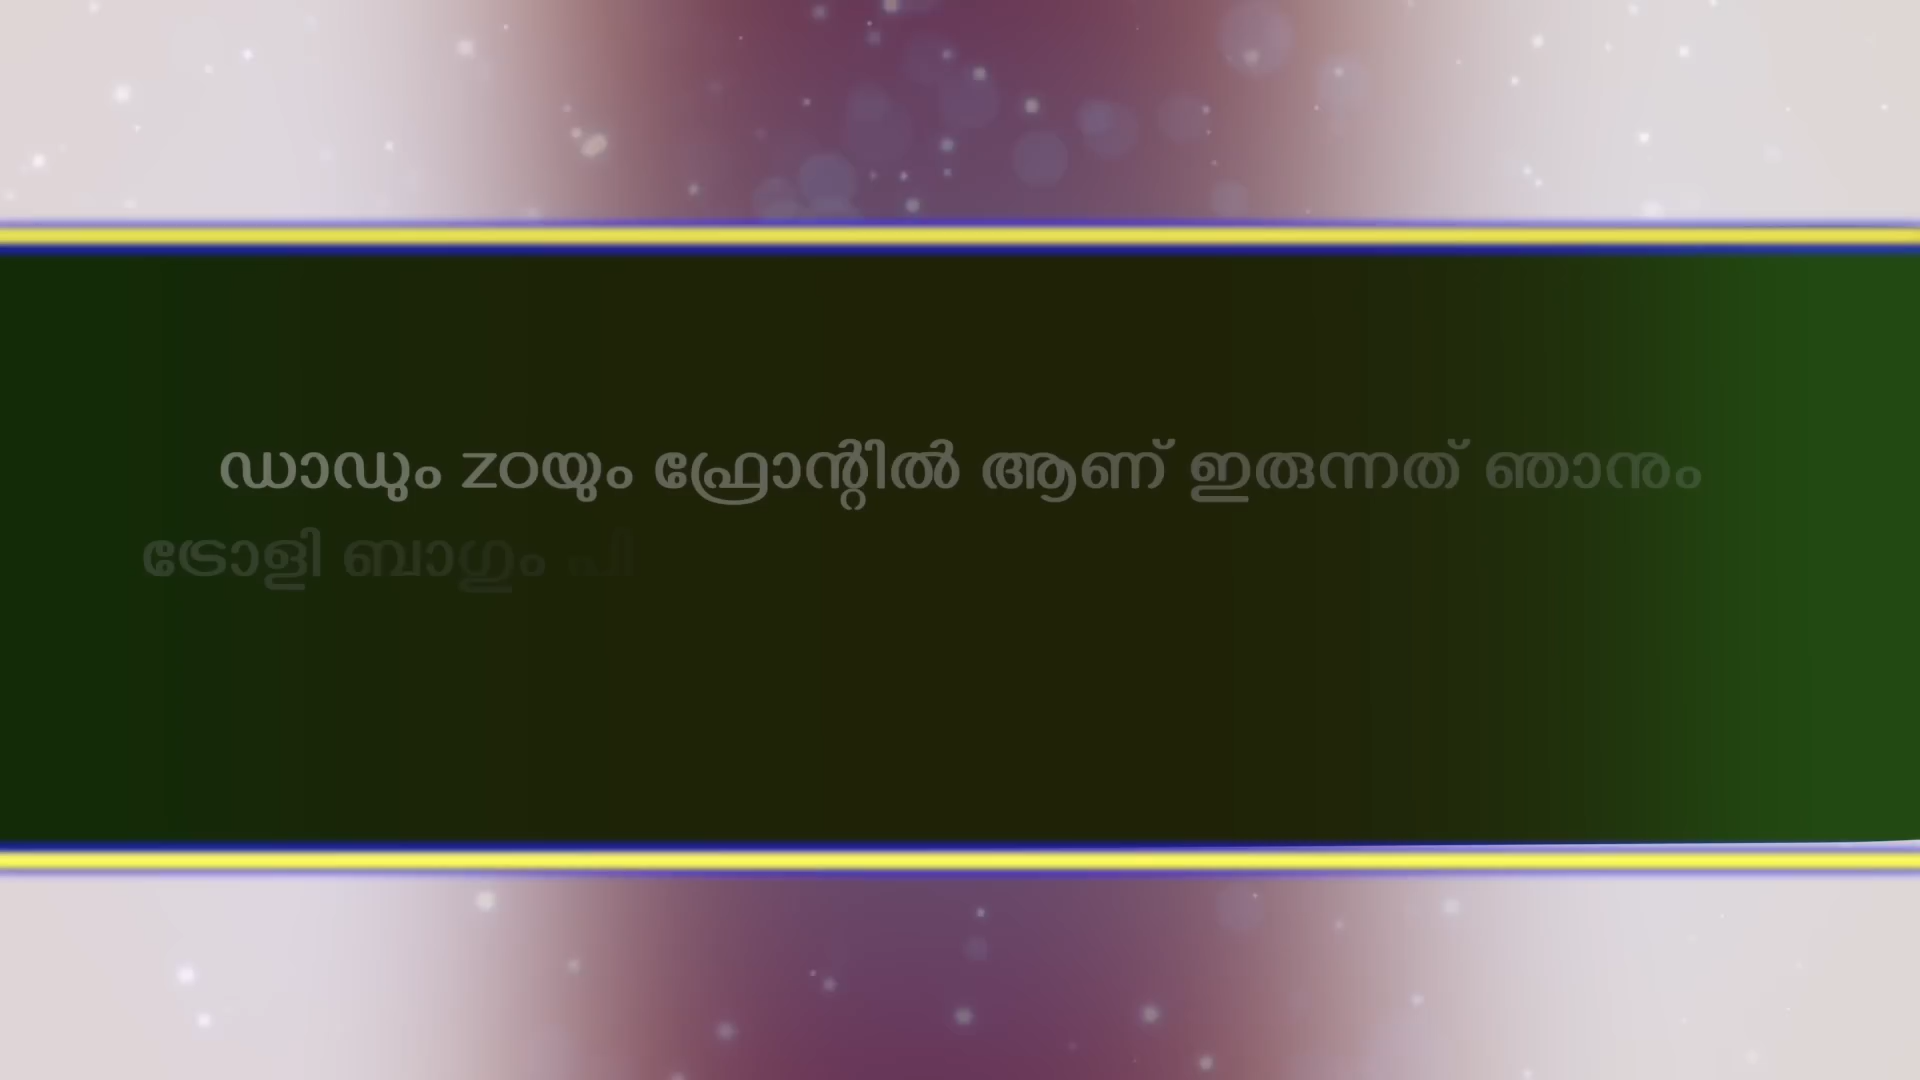 ഡാഡും zoയും ഫ്രോന്റിൽ ആണ് ഇരുന്നത് ഞാനും
ട്രോളി ബാഗും പി